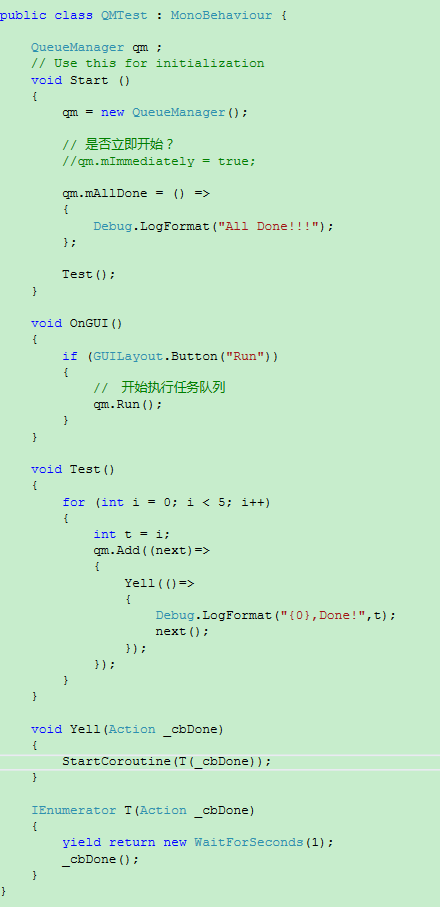 public class QMTest : MonoBehaviour {
QueueManager qm ;
// Use this for initialization
void Start ()
{
qm = new QueueManager();
// 是否立即开始？
//qm.mImmediately = true;
qm.mAllDone = () =>
{
Debug.LogFormat("All Done!!!");
};
Test();
}
void OnGUI()
{
if (GUILayout.Button("Run"))
{
// 开始执行任务队列
qm.Run();
}
}
void Test()
{
for (int i = 0; i < 5; i++)
{
int t = i;
qm.Add((next)=>
{
Yell(()=>
{
Debug.LogFormat("{0},Done!",t);
next();
});
});
}
}
void Yell(Action _cbDone)
{
StartCoroutine(T(_cbDone));
}
IEnumerator T(Action _cbDone)
{
yield return new WaitForSeconds(1);
_cbDone();
}
}